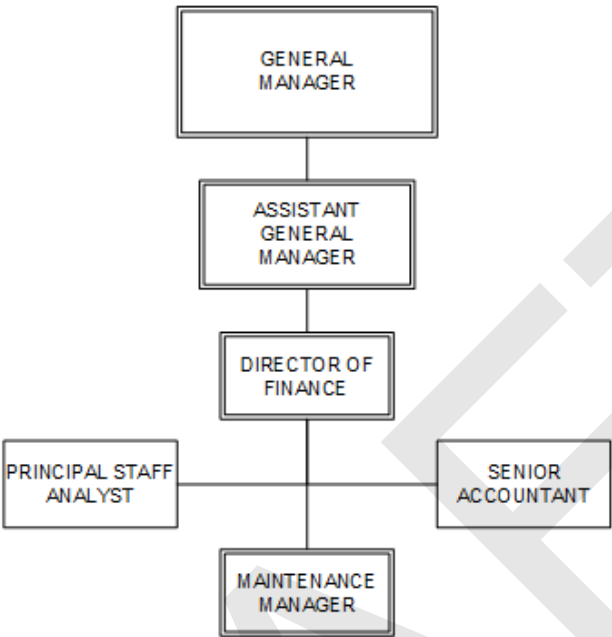 GENERAL
MANAGER
ASSISTANT
GENERAL
MANAGER
DIRECTOR OF
FINANCE
PRINCIPAL STAFF
ANALYST
SENIOR
ACCOUNTANT
MAINTENANCE
MANAGER